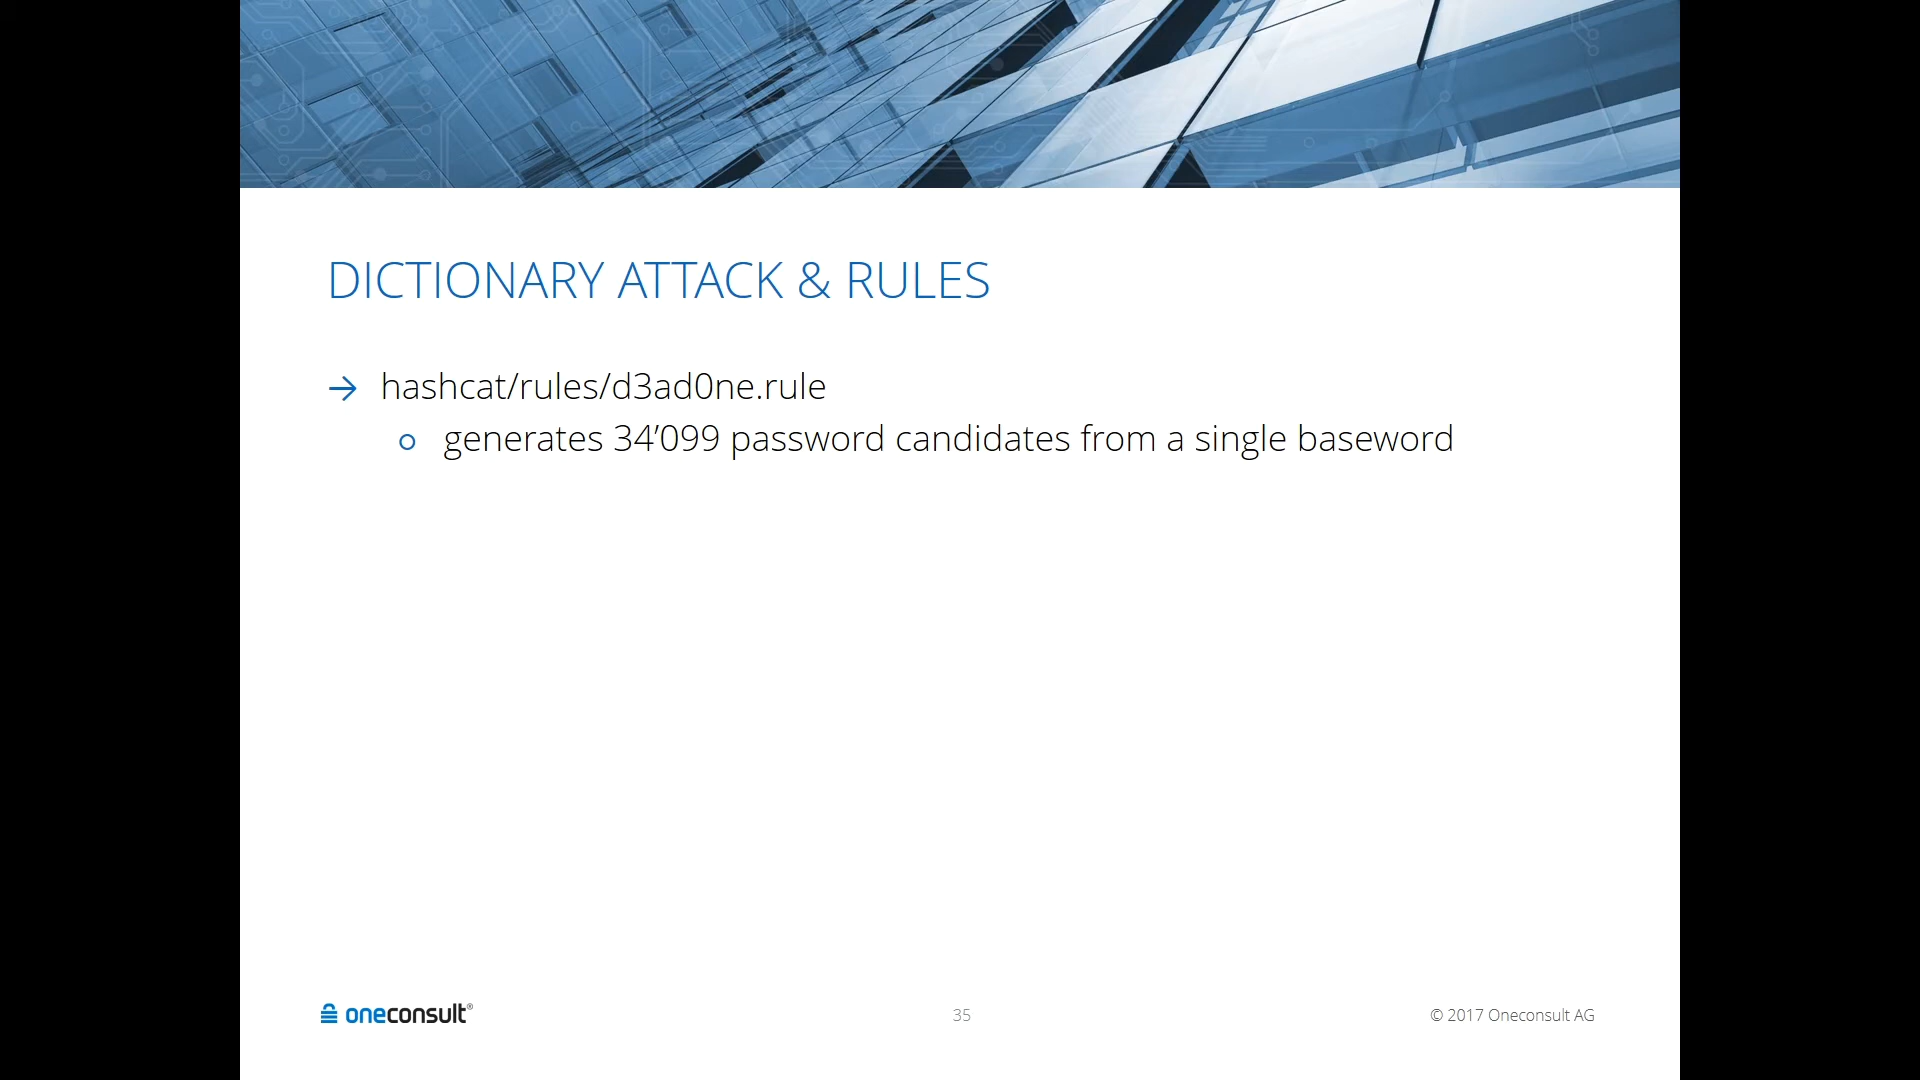 DICTIONARY ATTACK & RULES
→ hashcat/rules/d3ad0ne.rule
○ generates 34’099 password candidates from a single baseword
oneconsult®
35
© 2017 Oneconsult AG